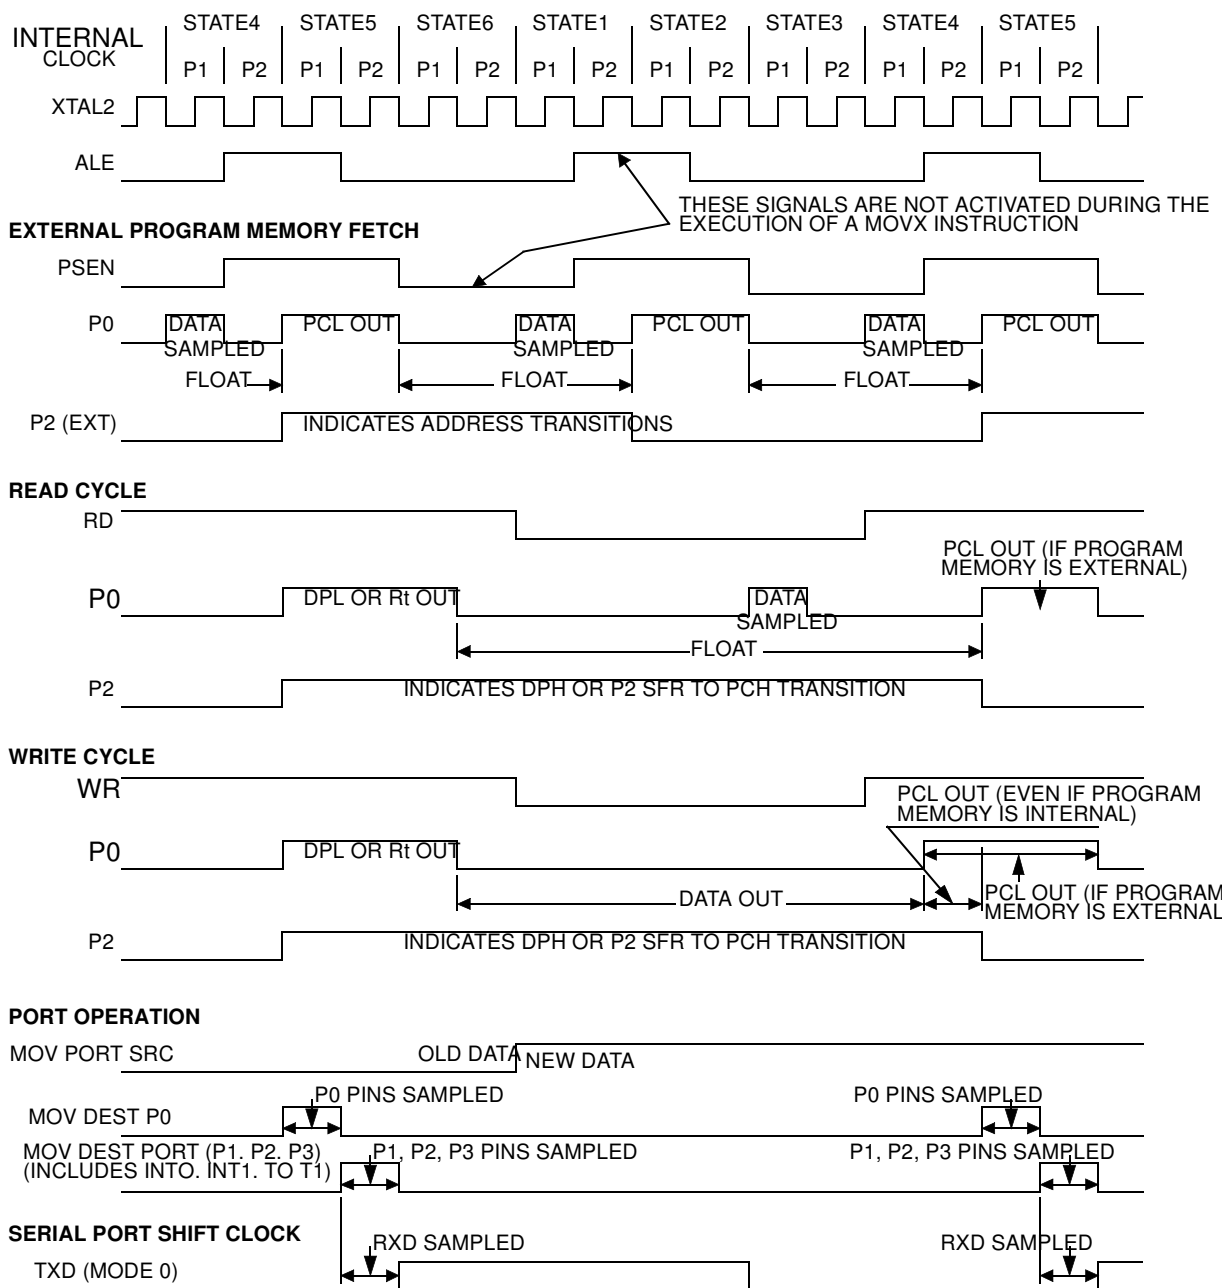 INTERNAL
CLOCK
STATE4 STATE5 STATE6 STATE1 STATE2 STATE3 STATE4 STATE5
P1 P2 P1 P2 P1 P2 P1 P2 P1 P2 P1 P2 P1 P2 P1 P2
XTAL2
ALE
THESE SIGNALS ARE NOT ACTIVATED DURING THE
EXECUTION OF A MOVX INSTRUCTION
EXTERNAL PROGRAM MEMORY FETCH
PSEN
P0
DATA PCL OUT DATA PCL OUT DATA PCL OUT
SAMPLED SAMPLED SAMPLED
FLOAT FLOAT FLOAT
P2 (EXT)
INDICATES ADDRESS TRANSITIONS
READ CYCLE
RD
PCL OUT (IF PROGRAM
MEMORY IS EXTERNAL)
P0
DPL OR Rt OUT
DATA
SAMPLED
FLOAT
P2
INDICATES DPH OR P2 SFR TO PCH TRANSITION
WRITE CYCLE
WR
PCL OUT (EVEN IF PROGRAM
MEMORY IS INTERNAL)
P0
DPL OR Rt OUT
DATA OUT
PCL OUT (IF PROGRAM
MEMORY IS EXTERNAL
P2
INDICATES DPH OR P2 SFR TO PCH TRANSITION
PORT OPERATION
MOV PORT SRC
OLD DATA NEW DATA
P0 PINS SAMPLED P0 PINS SAMPLED
MOV DEST P0
MOV DEST PORT (P1. P2. P3)
(INCLUDES INTO. INT1. TO T1)
P1, P2, P3 PINS SAMPLED P1, P2, P3 PINS SAMPLED
SERIAL PORT SHIFT CLOCK
RXD SAMPLED RXD SAMPLED
TXD (MODE 0)